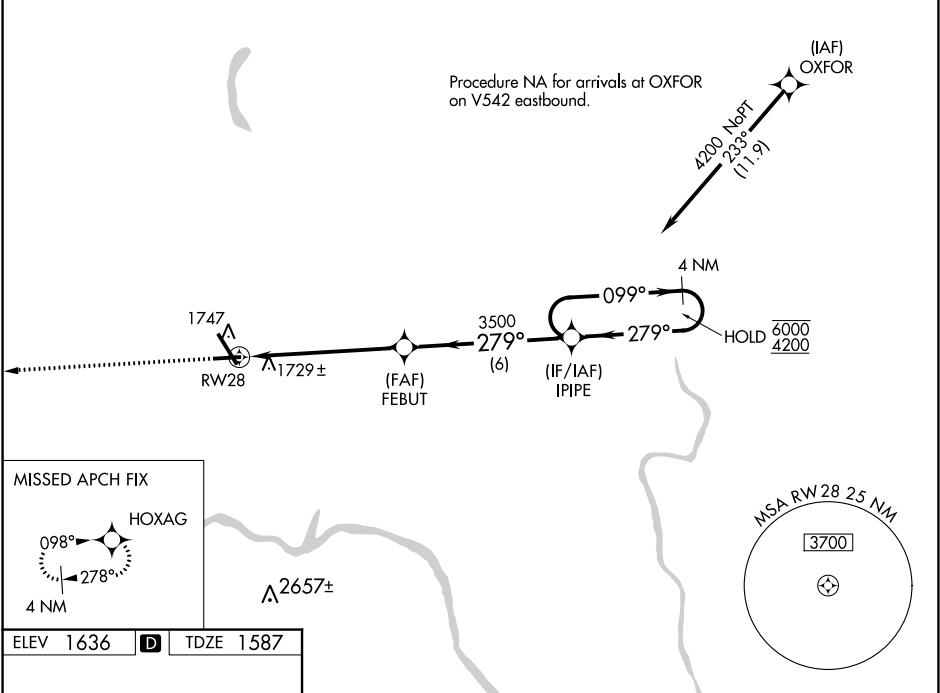 (IAF)
OXFOR
Procedure NA for arrivals at OXFOR
on V542 eastbound.
4200 NoPT
233°
(11.9)
4 NM
099°
1747
3500
279°
(6)
279°
HOLD 6000
4200
1729±
RW28
(FAF)
FEBUT
(IF/IAF)
IPIPE
MISSED APCH FIX
HOXAG
098°
278°
4 NM
2657±
MSA RW28 25 NM
3700
ELEV 1636 D TDZE 1587